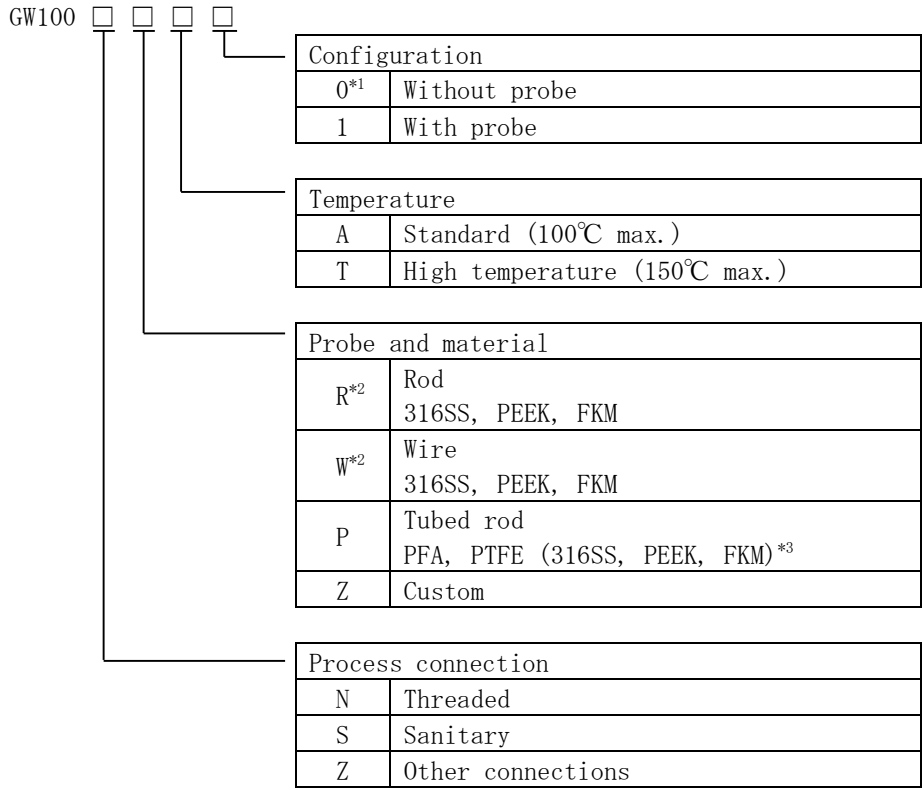 GW100 □ □ □ □
Configuration
0*1 Without probe
1 With probe
Temperature
A Standard (100℃ max.)
T High temperature (150℃ max.)
Probe and material
R*2 Rod
316SS, PEEK, FKM
W*2 Wire
316SS, PEEK, FKM
P Tubed rod
PFA, PTFE (316SS, PEEK, FKM)*3
Z Custom
Process connection
N Threaded
S Sanitary
Z Other connections